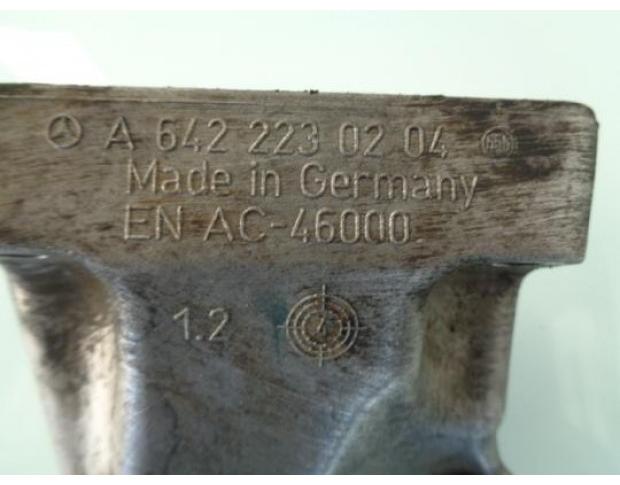 A 642 223 02 04
Made in Germany
EN AC-46000
1.2